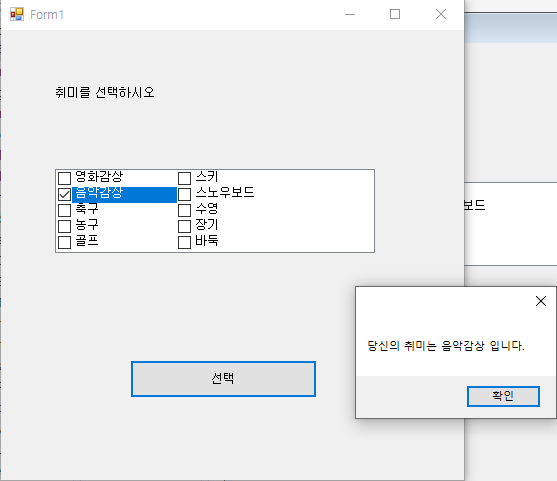 Form1
취미를 선택하시오
영화감상
음악감상
축구
농구
골프
스키
스노우보드
수영
장기
바둑
보드
당신의 취미는 음악감상 입니다.
선택
확인